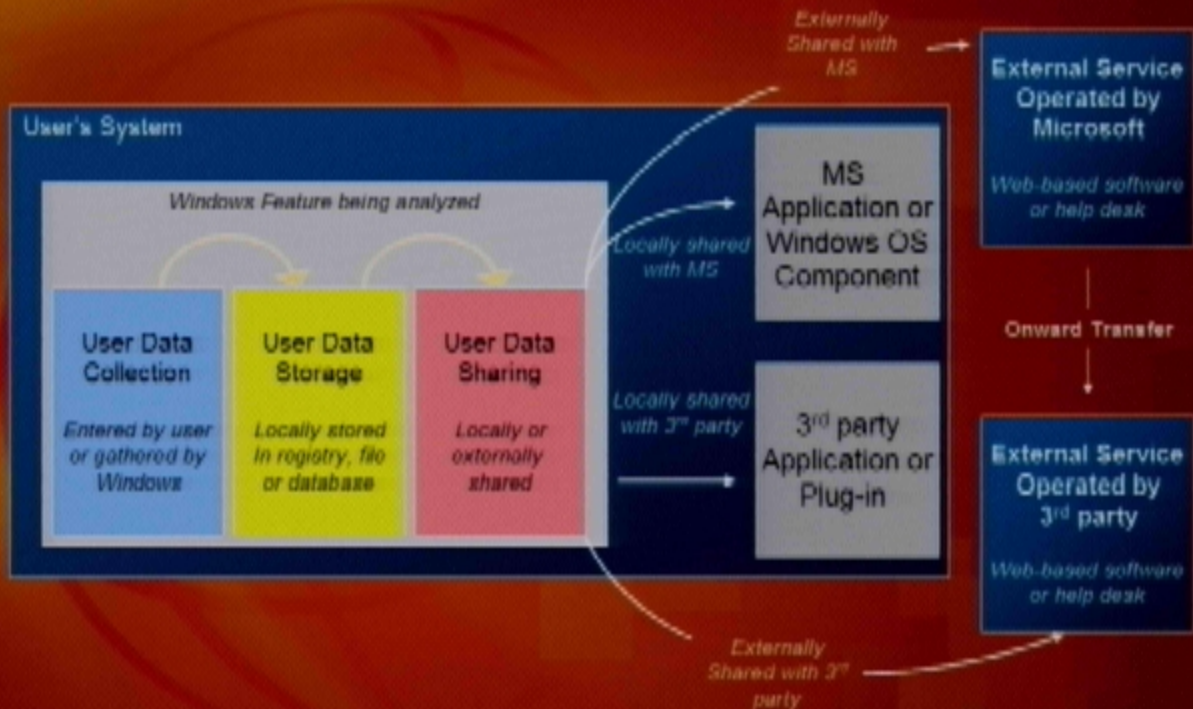 Externally
Shared with
MS
External Service
Operated by
Microsoft
Web-based software
or help desk
User's System
Windows Feature being analyzed
User Data
Collection
Entered by user
or gathered by
Windows
User Data
Storage
Locally stored
in registry, file
or database
User Data
Sharing
Locally or
externally
shared
Locally shared
with MS
MS
Application or
Windows OS
Component
Onward Transfer
Locally shared
with 3rd party
3rd party
Application or
Plug-in
External Service
Operated by
3rd party
Web-based software
or help desk
Externally
Shared with 3rd
party